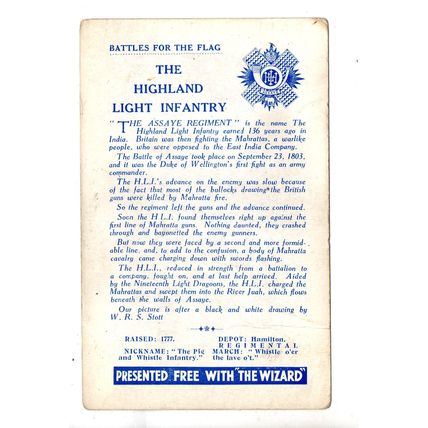 BATTLES FOR THE FLAG
THE
HIGHLAND
LIGHT INFANTRY
"THE ASSAYE REGIMENT" is the name The
Highland Light Infantry earned 136 years ago in
India. Britain was then fighting the Mahrattas, a warlike
people, who were opposed to the East India Company.
The Battle of Assaye took place on September 23, 1803,
and it was the Duke of Wellington's first fight as an army
commander.
The H.L.I.'s advance on the enemy was slow because
of the fact that most of the bullocks drawing the British
guns were killed by Mahratta fire.
So the regiment left the guns and the advance continued.
Soon the H.L.I. found themselves right up against the
first line of Mahratta guns. Nothing daunted, they crashed
through and bayonetted the enemy gunners.
But now they were faced by a second and more formid-
able line, and, to add to the confusion, a body of Mahratta
cavalry came charging down with swords flashing.
The H.L.I., reduced in strength from a battalion to
a company, fought on, and at last help arrived. Aided
by the Nineteenth Light Dragoons, the H.L.I. charged the
Mahrattas and swept them into the River Juah, which flows
beneath the walls of Assaye.
Our picture is after a black and white drawing by
W. R. S. Stott
RAISED: 1777. DEPOT: Hamilton.
REGIMENTAL
NICKNAME: "The Pig MARCH: "Whistle o'er
and Whistle Infantry." the lave o't."
PRESENTED FREE WITH "THE WIZARD"